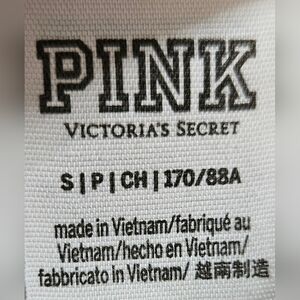 PINK
VICTORIA'S SECRET
S|P|CH|170/88A
made in Vietnam/fabriqué au
Vietnam/hecho en Vietnam/
fabbricato in Vietnam/ 越南制造